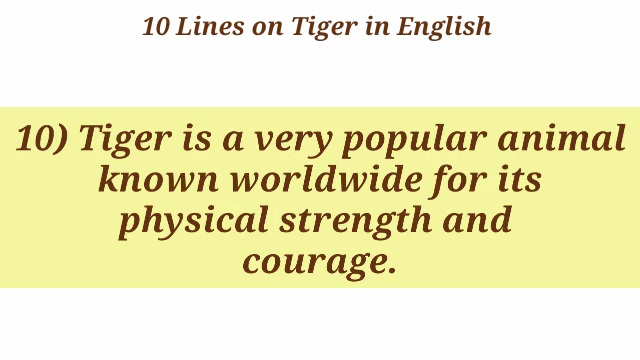 10 Lines on Tiger in English
10) Tiger is a very popular animal
known worldwide for its
physical strength and
courage.